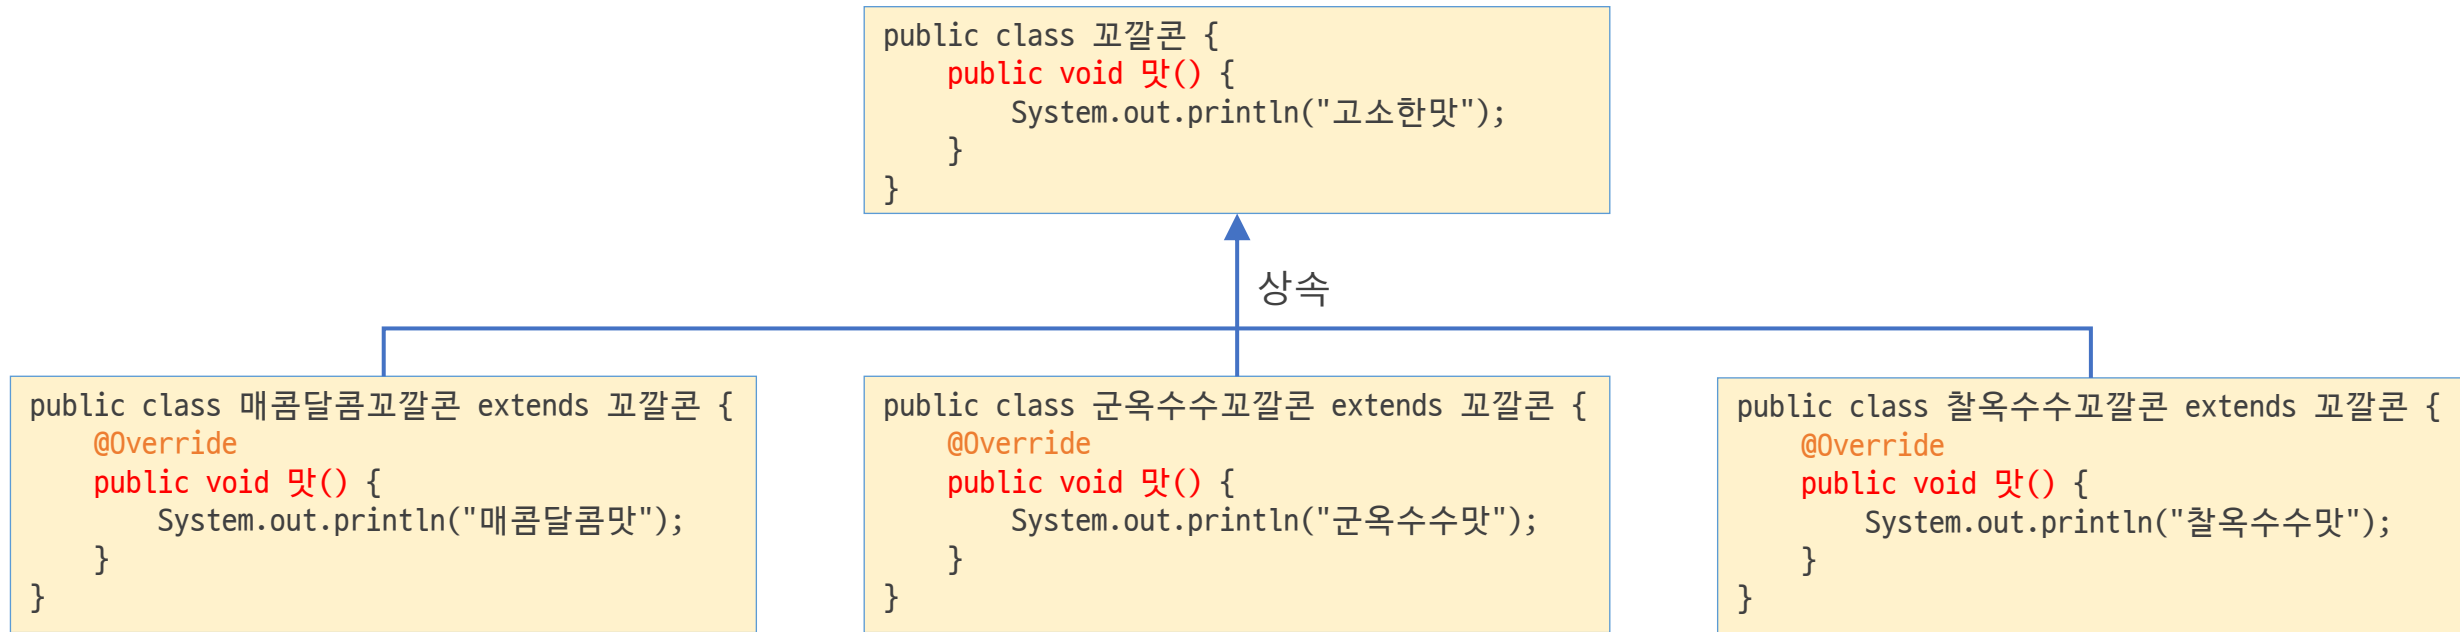 public class 꼬깔콘 {
public void 맛() {
System.out.println("고소한맛");
}
}
상속
public class 매콤달콤꼬깔콘 extends 꼬깔콘 {
@Override
public void 맛() {
System.out.println("매콤달콤맛");
}
}
public class 군옥수수꼬깔콘 extends 꼬깔콘 {
@Override
public void 맛() {
System.out.println("군옥수수맛");
}
}
public class 찰옥수수꼬깔콘 extends 꼬깔콘 {
@Override
public void 맛() {
System.out.println("찰옥수수맛");
}
}